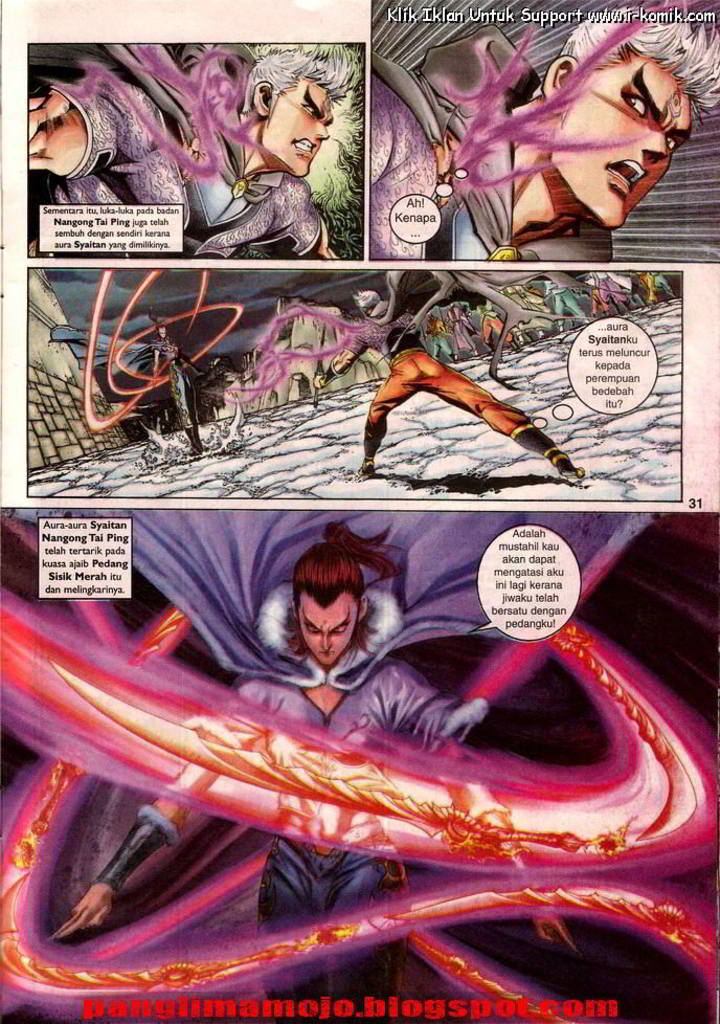 Klik Iklan Untuk Support www.i-komik.com
Sementara itu, luka-luka pada badan
Nangong Tai Ping juga telah
sembuh dengan sendiri kerana
aura Syaitan yang dimilikinya.
Ah!
Kenapa
...
...aura
Syaitanku
terus meluncur
kepada
perempuan
bedebah
itu?
31
Aura-aura Syaitan
Nangong Tai Ping
telah tertarik pada
kuasa ajaib Pedang
Sisik Merah itu
dan melingkarinya.
Adalah
mustahil kau
akan dapat
mengatasi aku
ini lagi kerana
jiwaku telah
bersatu dengan
pedangku!
panglimamojo.blogspot.com